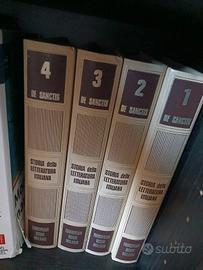 4
DE SANCTIS
STORIA della
LETTERATURA
ITALIANA
3
DE SANCTIS
STORIA della
LETTERATURA
ITALIANA
2
DE SANCTIS
STORIA della
LETTERATURA
ITALIANA
1
DE SANCTIS
STORIA della
LETTERATURA
ITALIANA
subito